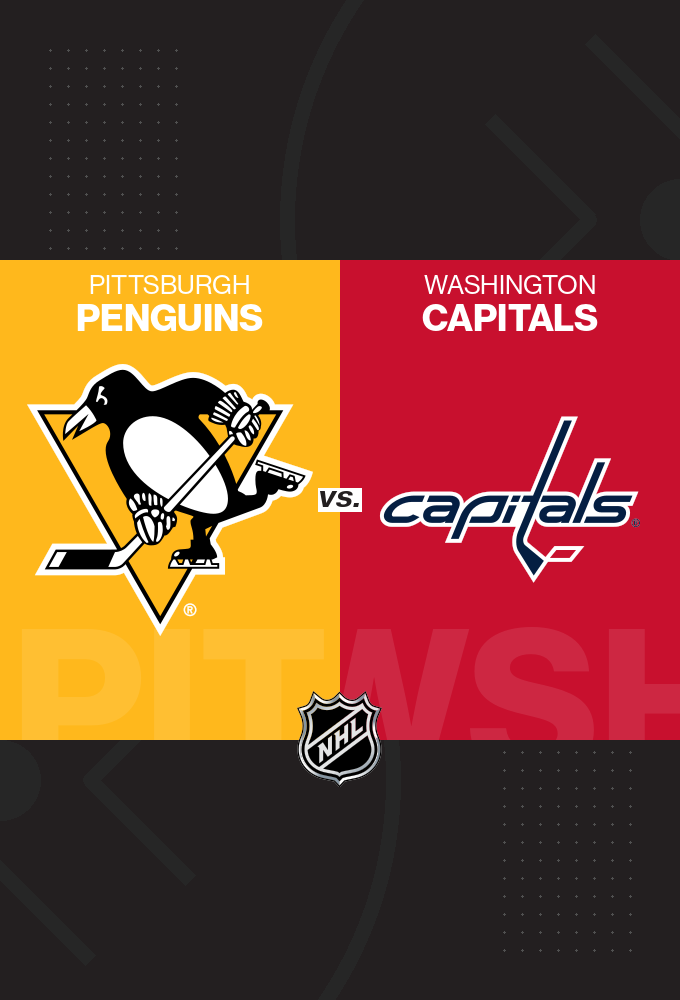 PITTSBURGH
PENGUINS
WASHINGTON
CAPITALS
vs.
capitals
®
PIT
WSH
NHL